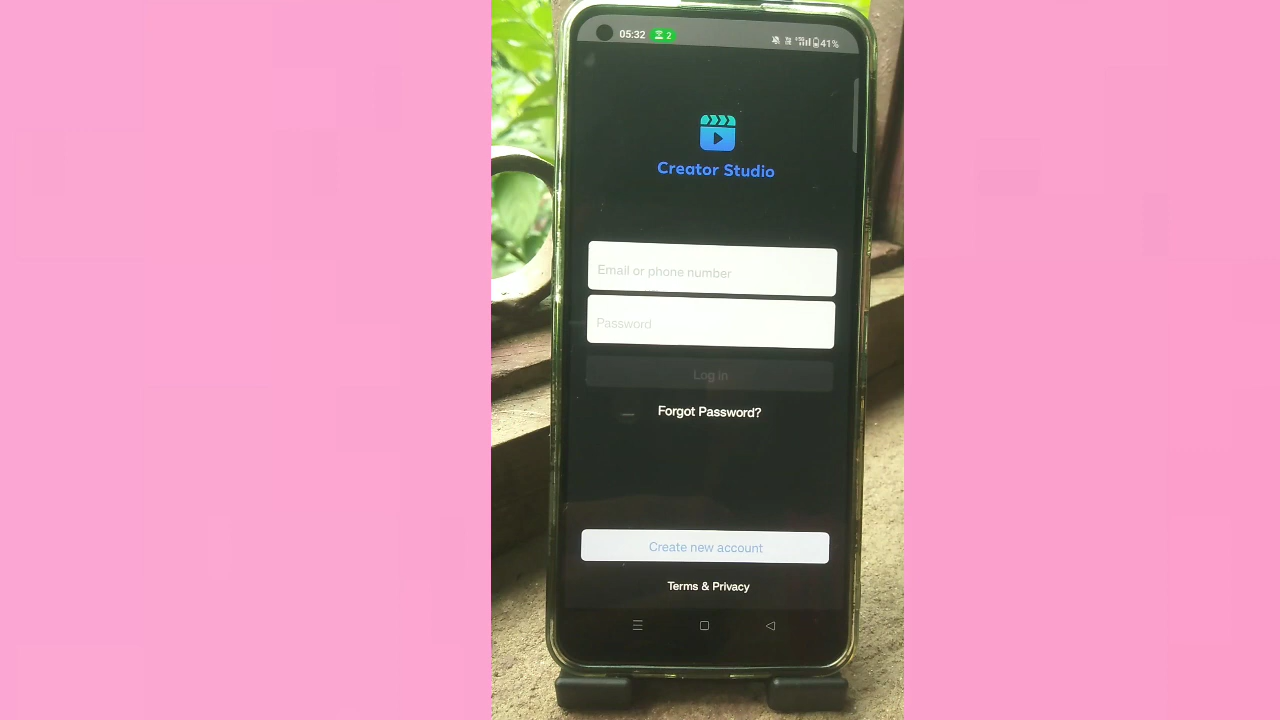 05:32 2 41%
Creator Studio
Email or phone number
Password
Log in
Forgot Password?
Create new account
Terms & Privacy